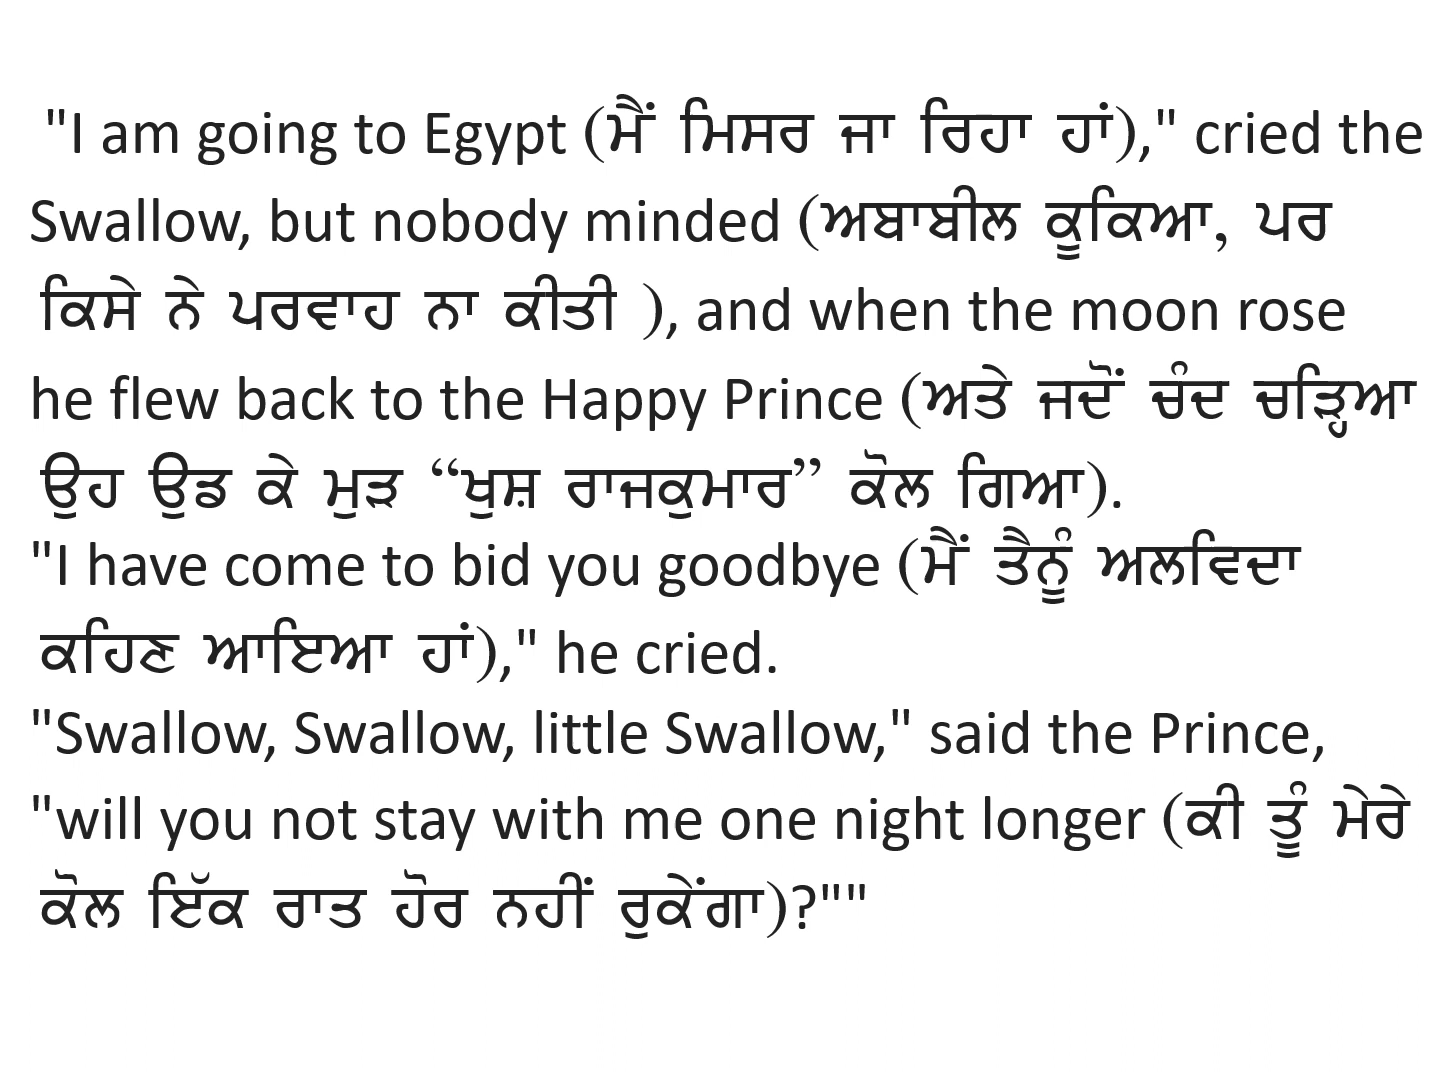 "I am going to Egypt (ਮੈਂ ਮਿਸਰ ਜਾ ਰਿਹਾ ਹਾਂ)," cried the
Swallow, but nobody minded (ਅਬਾਬੀਲ ਕੂਕਿਆ, ਪਰ
ਕਿਸੇ ਨੇ ਪਰਵਾਹ ਨਾ ਕੀਤੀ ), and when the moon rose
he flew back to the Happy Prince (ਅਤੇ ਜਦੋਂ ਚੰਦ ਚੜ੍ਹਿਆ
ਉਹ ਉਡ ਕੇ ਮੁੜ “ਖੁਸ਼ ਰਾਜਕੁਮਾਰ” ਕੋਲ ਗਿਆ).
"I have come to bid you goodbye (ਮੈਂ ਤੈਨੂੰ ਅਲਵਿਦਾ
ਕਹਿਣ ਆਇਆ ਹਾਂ)," he cried.
"Swallow, Swallow, little Swallow," said the Prince,
"will you not stay with me one night longer (ਕੀ ਤੂੰ ਮੇਰੇ
ਕੋਲ ਇੱਕ ਰਾਤ ਹੋਰ ਨਹੀਂ ਰੁਕੇਂਗਾ)?""